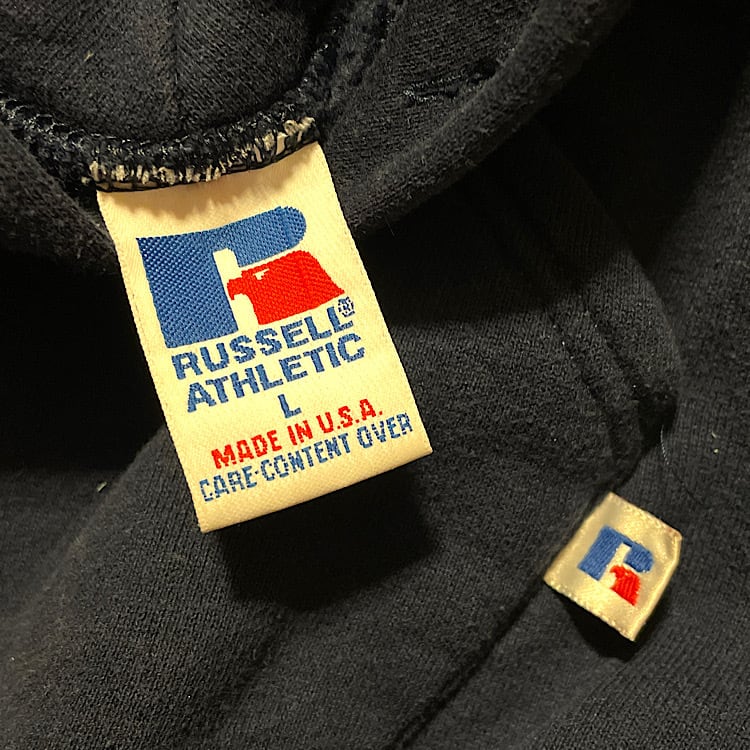 RUSSELL®
ATHLETIC
L
MADE IN U.S.A.
CARE-CONTENT OVER